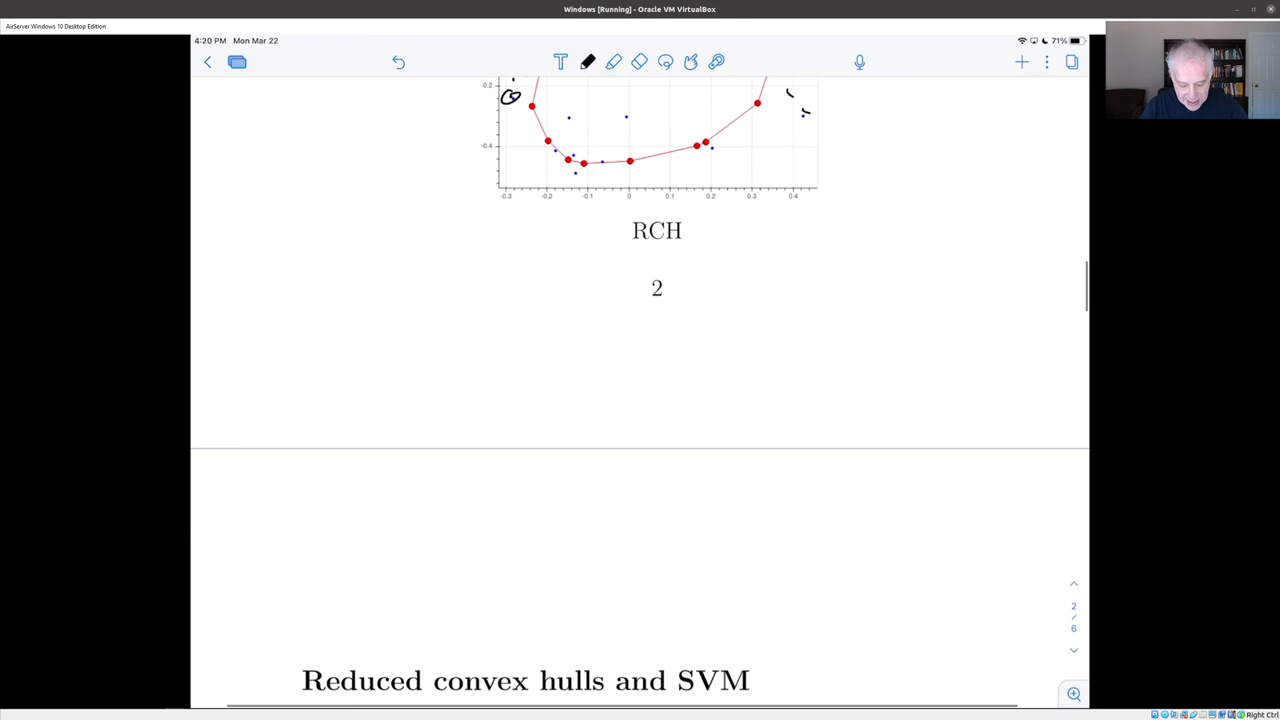 Windows [Running] - Oracle VM VirtualBox
AirServer Windows 10 Desktop Edition
4:20 PM Mon Mar 22
71%
T
-0.2
-0.4
-0.3 -0.2 -0.1 0 0.1 0.2 0.3 0.4
RCH
2
2
6
Reduced convex hulls and SVM
Right Ctrl